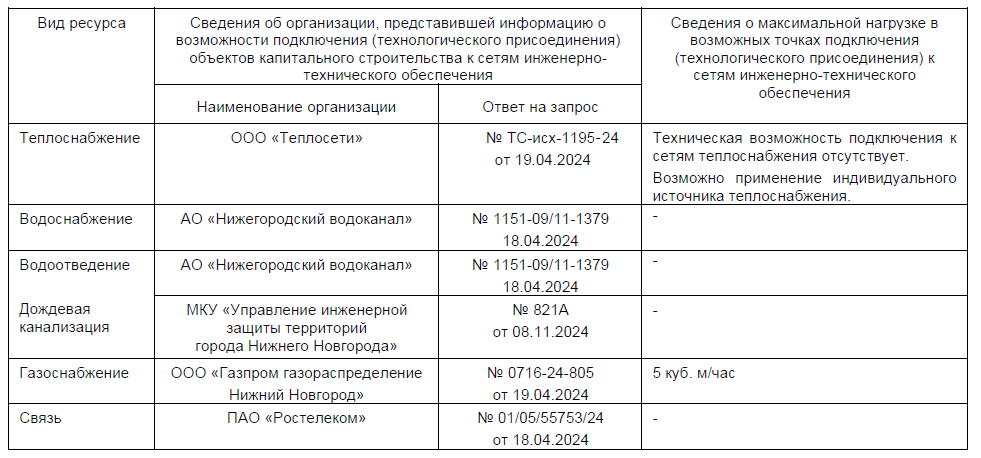 Вид ресурса
Сведения об организации, представившей информацию о
возможности подключения (технологического присоединения)
объектов капитального строительства к сетям инженерно-
технического обеспечения
Сведения о максимальной нагрузке в
возможных точках подключения
(технологического присоединения) к
сетям инженерно-технического
обеспечения
Наименование организации
Ответ на запрос
Теплоснабжение
ООО «Теплосети»
№ ТС-исх-1195-24
от 19.04.2024
Техническая возможность подключения к
сетям теплоснабжения отсутствует.
Возможно применение индивидуального
источника теплоснабжения.
Водоснабжение
АО «Нижегородский водоканал»
№ 1151-09/11-1379
18.04.2024
-
Водоотведение
АО «Нижегородский водоканал»
№ 1151-09/11-1379
18.04.2024
-
Дождевая
канализация
МКУ «Управление инженерной
защиты территорий
города Нижнего Новгорода»
№ 821А
от 08.11.2024
-
Газоснабжение
ООО «Газпром газораспределение
Нижний Новгород»
№ 0716-24-805
от 19.04.2024
5 куб. м/час
Связь
ПАО «Ростелеком»
№ 01/05/55753/24
от 18.04.2024
-